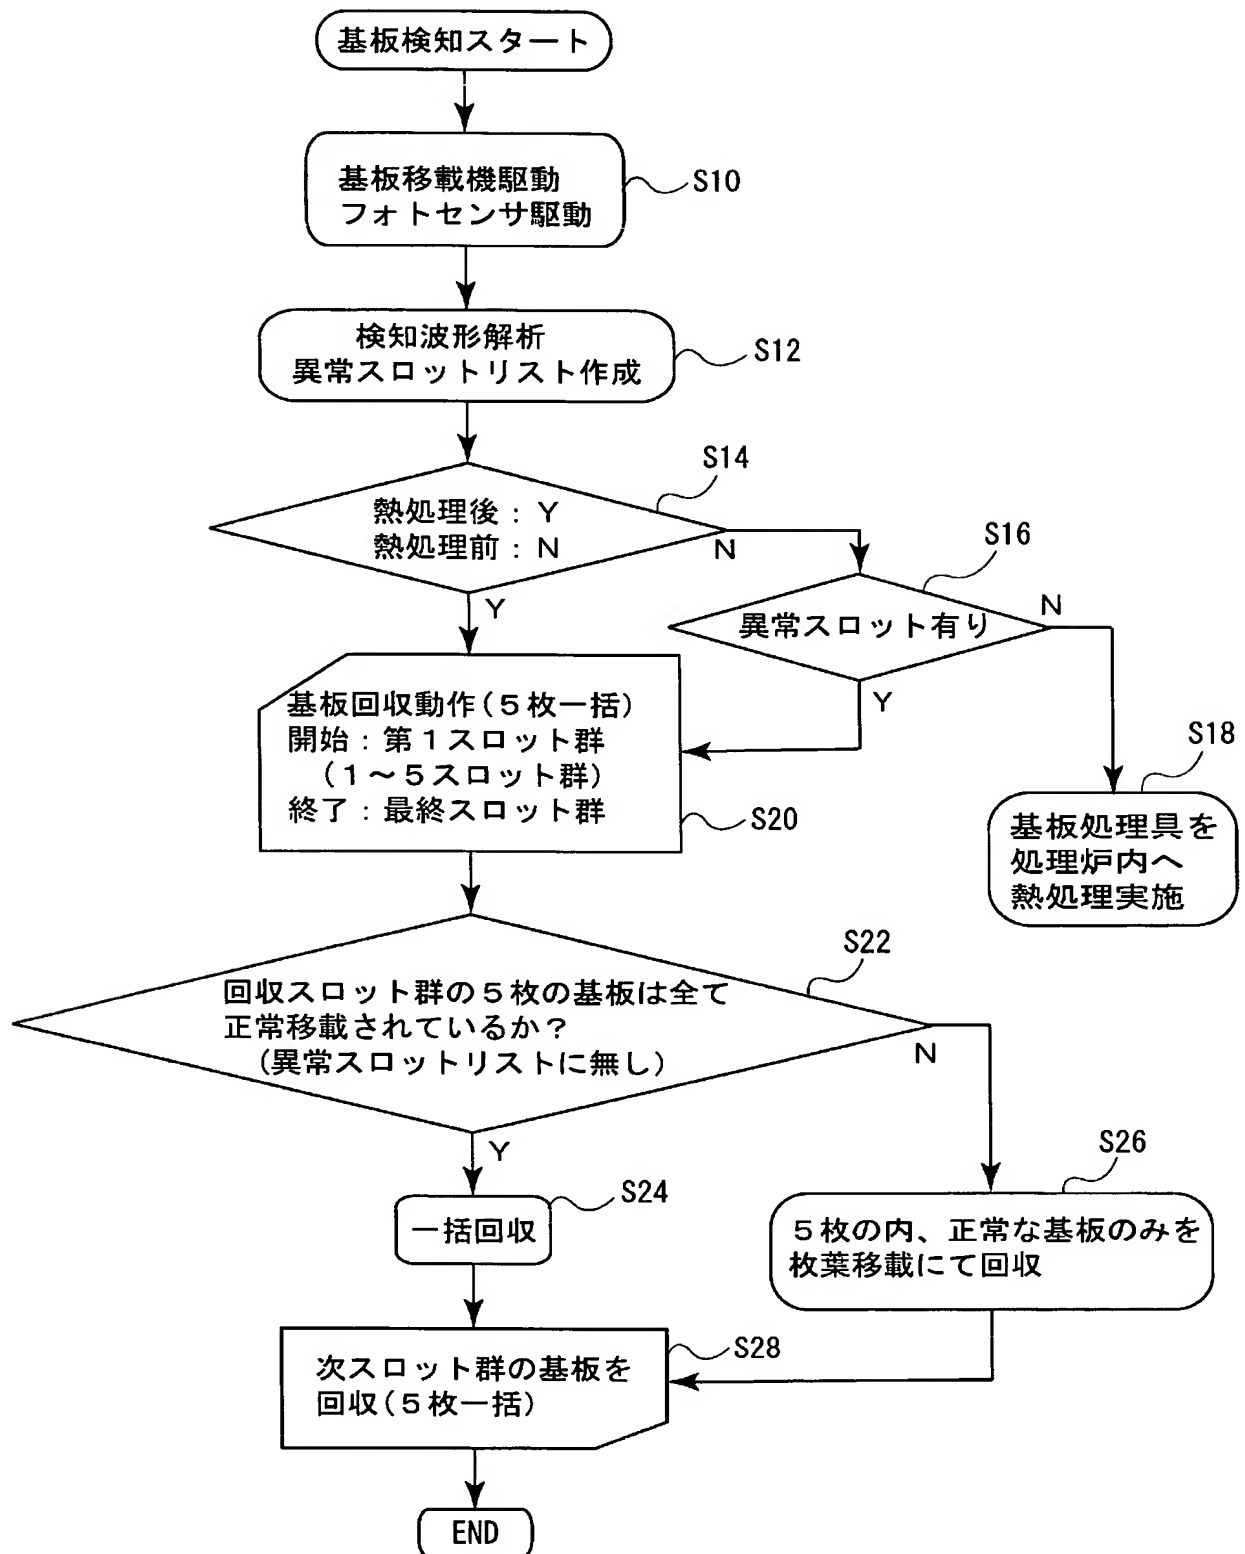 基板検知スタート
基板移載機駆動
フォトセンサ駆動
S10
検知波形解析
異常スロットリスト作成
S12
S14
熱処理後：Y
熱処理前：N
N
Y
S16
異常スロット有り
N
Y
S18
基板処理具を
処理炉内へ
熱処理実施
基板回収動作(5枚一括)
開始：第1スロット群
(1～5スロット群)
終了：最終スロット群
S20
S22
回収スロット群の5枚の基板は全て
正常移載されているか？
(異常スロットリストに無し)
N
Y
S24
一括回収
S26
5枚の内、正常な基板のみを
枚葉移載にて回収
S28
次スロット群の基板を
回収(5枚一括)
END